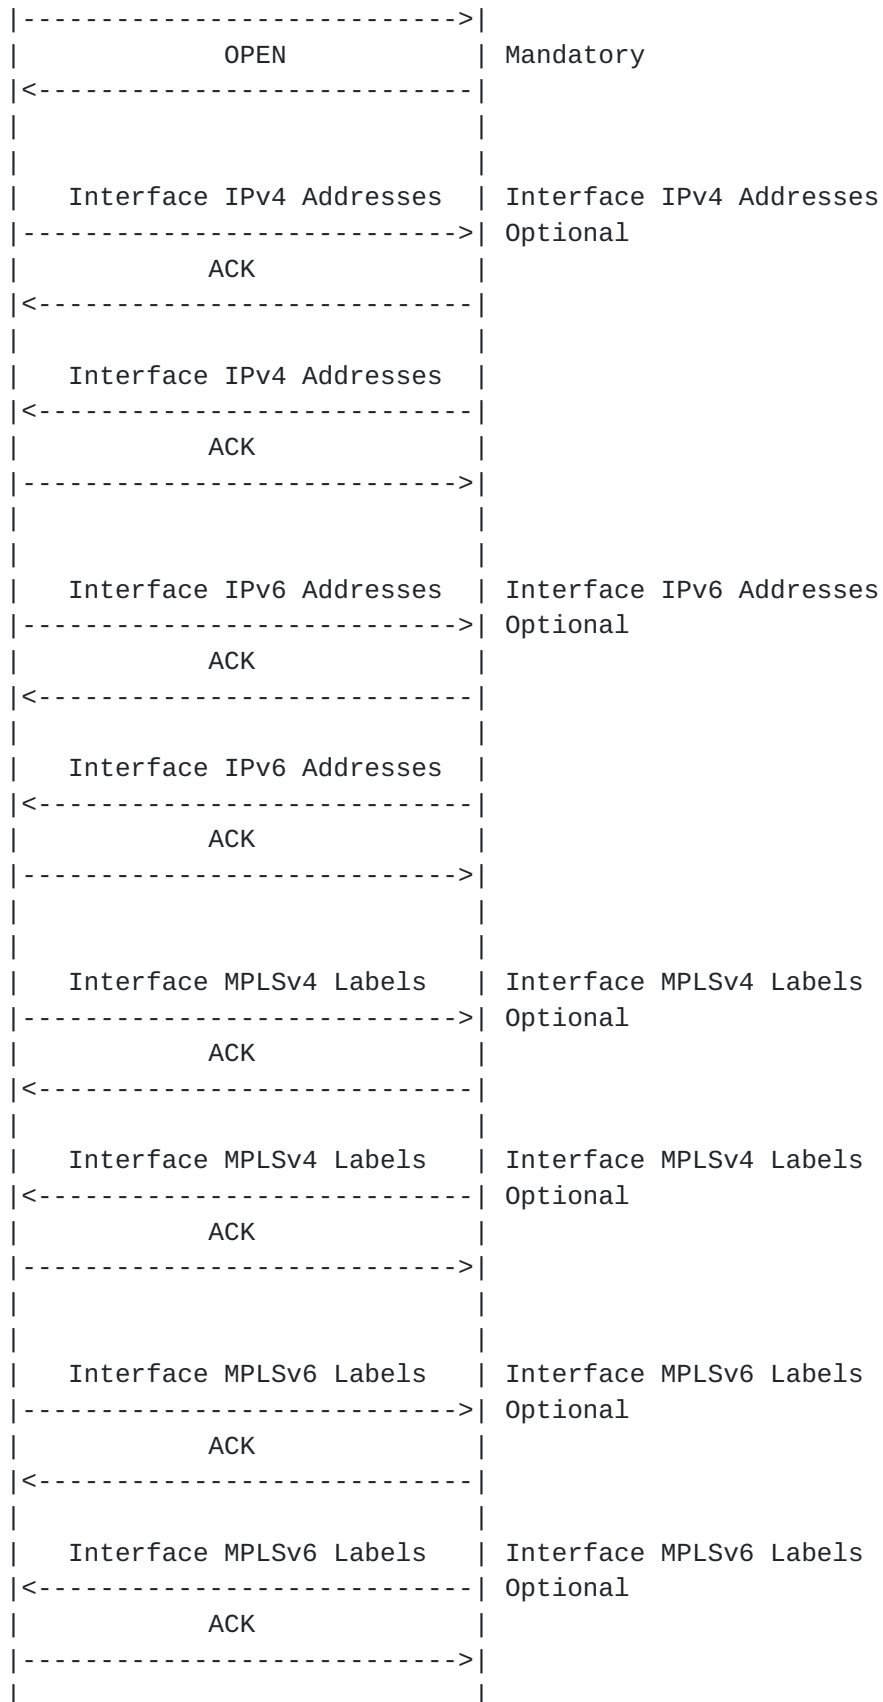 |---------------------------->|
|             OPEN            | Mandatory
|<----------------------------|
|                             |
|                             |
|   Interface IPv4 Addresses  | Interface IPv4 Addresses
|---------------------------->| Optional
|            ACK              |
|<----------------------------|
|                             |
|   Interface IPv4 Addresses  |
|<----------------------------|
|            ACK              |
|---------------------------->|
|                             |
|                             |
|   Interface IPv6 Addresses  | Interface IPv6 Addresses
|---------------------------->| Optional
|            ACK              |
|<----------------------------|
|                             |
|   Interface IPv6 Addresses  |
|<----------------------------|
|            ACK              |
|---------------------------->|
|                             |
|                             |
|   Interface MPLSv4 Labels   | Interface MPLSv4 Labels
|---------------------------->| Optional
|            ACK              |
|<----------------------------|
|                             |
|   Interface MPLSv4 Labels   | Interface MPLSv4 Labels
|<----------------------------| Optional
|            ACK              |
|---------------------------->|
|                             |
|                             |
|   Interface MPLSv6 Labels   | Interface MPLSv6 Labels
|---------------------------->| Optional
|            ACK              |
|<----------------------------|
|                             |
|   Interface MPLSv6 Labels   | Interface MPLSv6 Labels
|<----------------------------| Optional
|            ACK              |
|---------------------------->|
|                             |